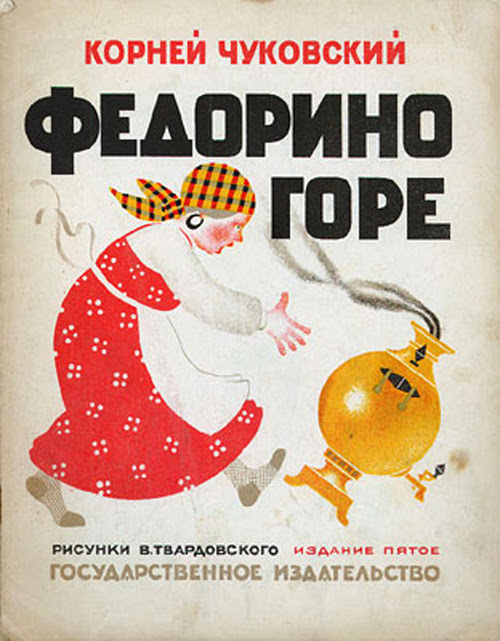 КОРНЕЙ ЧУКОВСКИЙ
ФЕДОРИНО
ГОРЕ
РИСУНКИ В.ТВАРДОВСКОГО ИЗДАНИЕ ПЯТОЕ
ГОСУДАРСТВЕННОЕ ИЗДАТЕЛЬСТВО